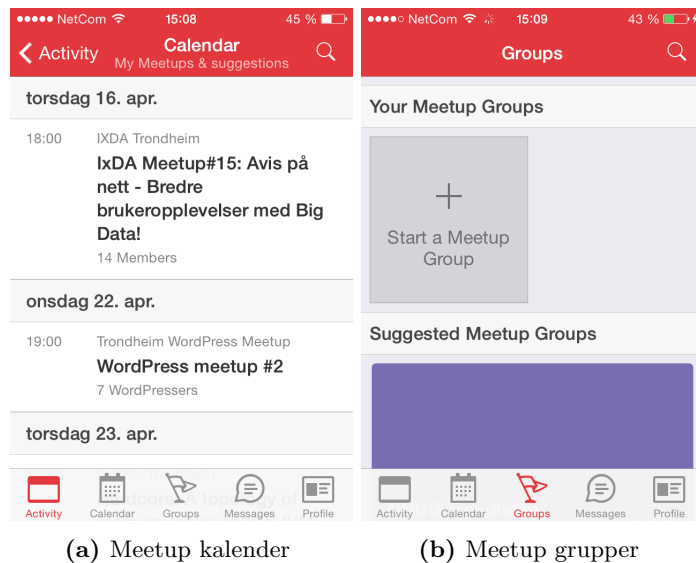 NetCom 15:08 45 %
Activity
Calendar
My Meetups & suggestions
torsdag 16. apr.
18:00 IXDA Trondheim
IxDA Meetup#15: Avis på
nett - Bredre
brukeropplevelser med Big
Data!
14 Members
onsdag 22. apr.
19:00 Trondheim WordPress Meetup
WordPress meetup #2
7 WordPressers
torsdag 23. apr.
Activity Calendar Groups Messages Profile
(a) Meetup kalender
NetCom 15:09 43 %
Groups
Your Meetup Groups
Start a Meetup
Group
Suggested Meetup Groups
Activity Calendar Groups Messages Profile
(b) Meetup grupper